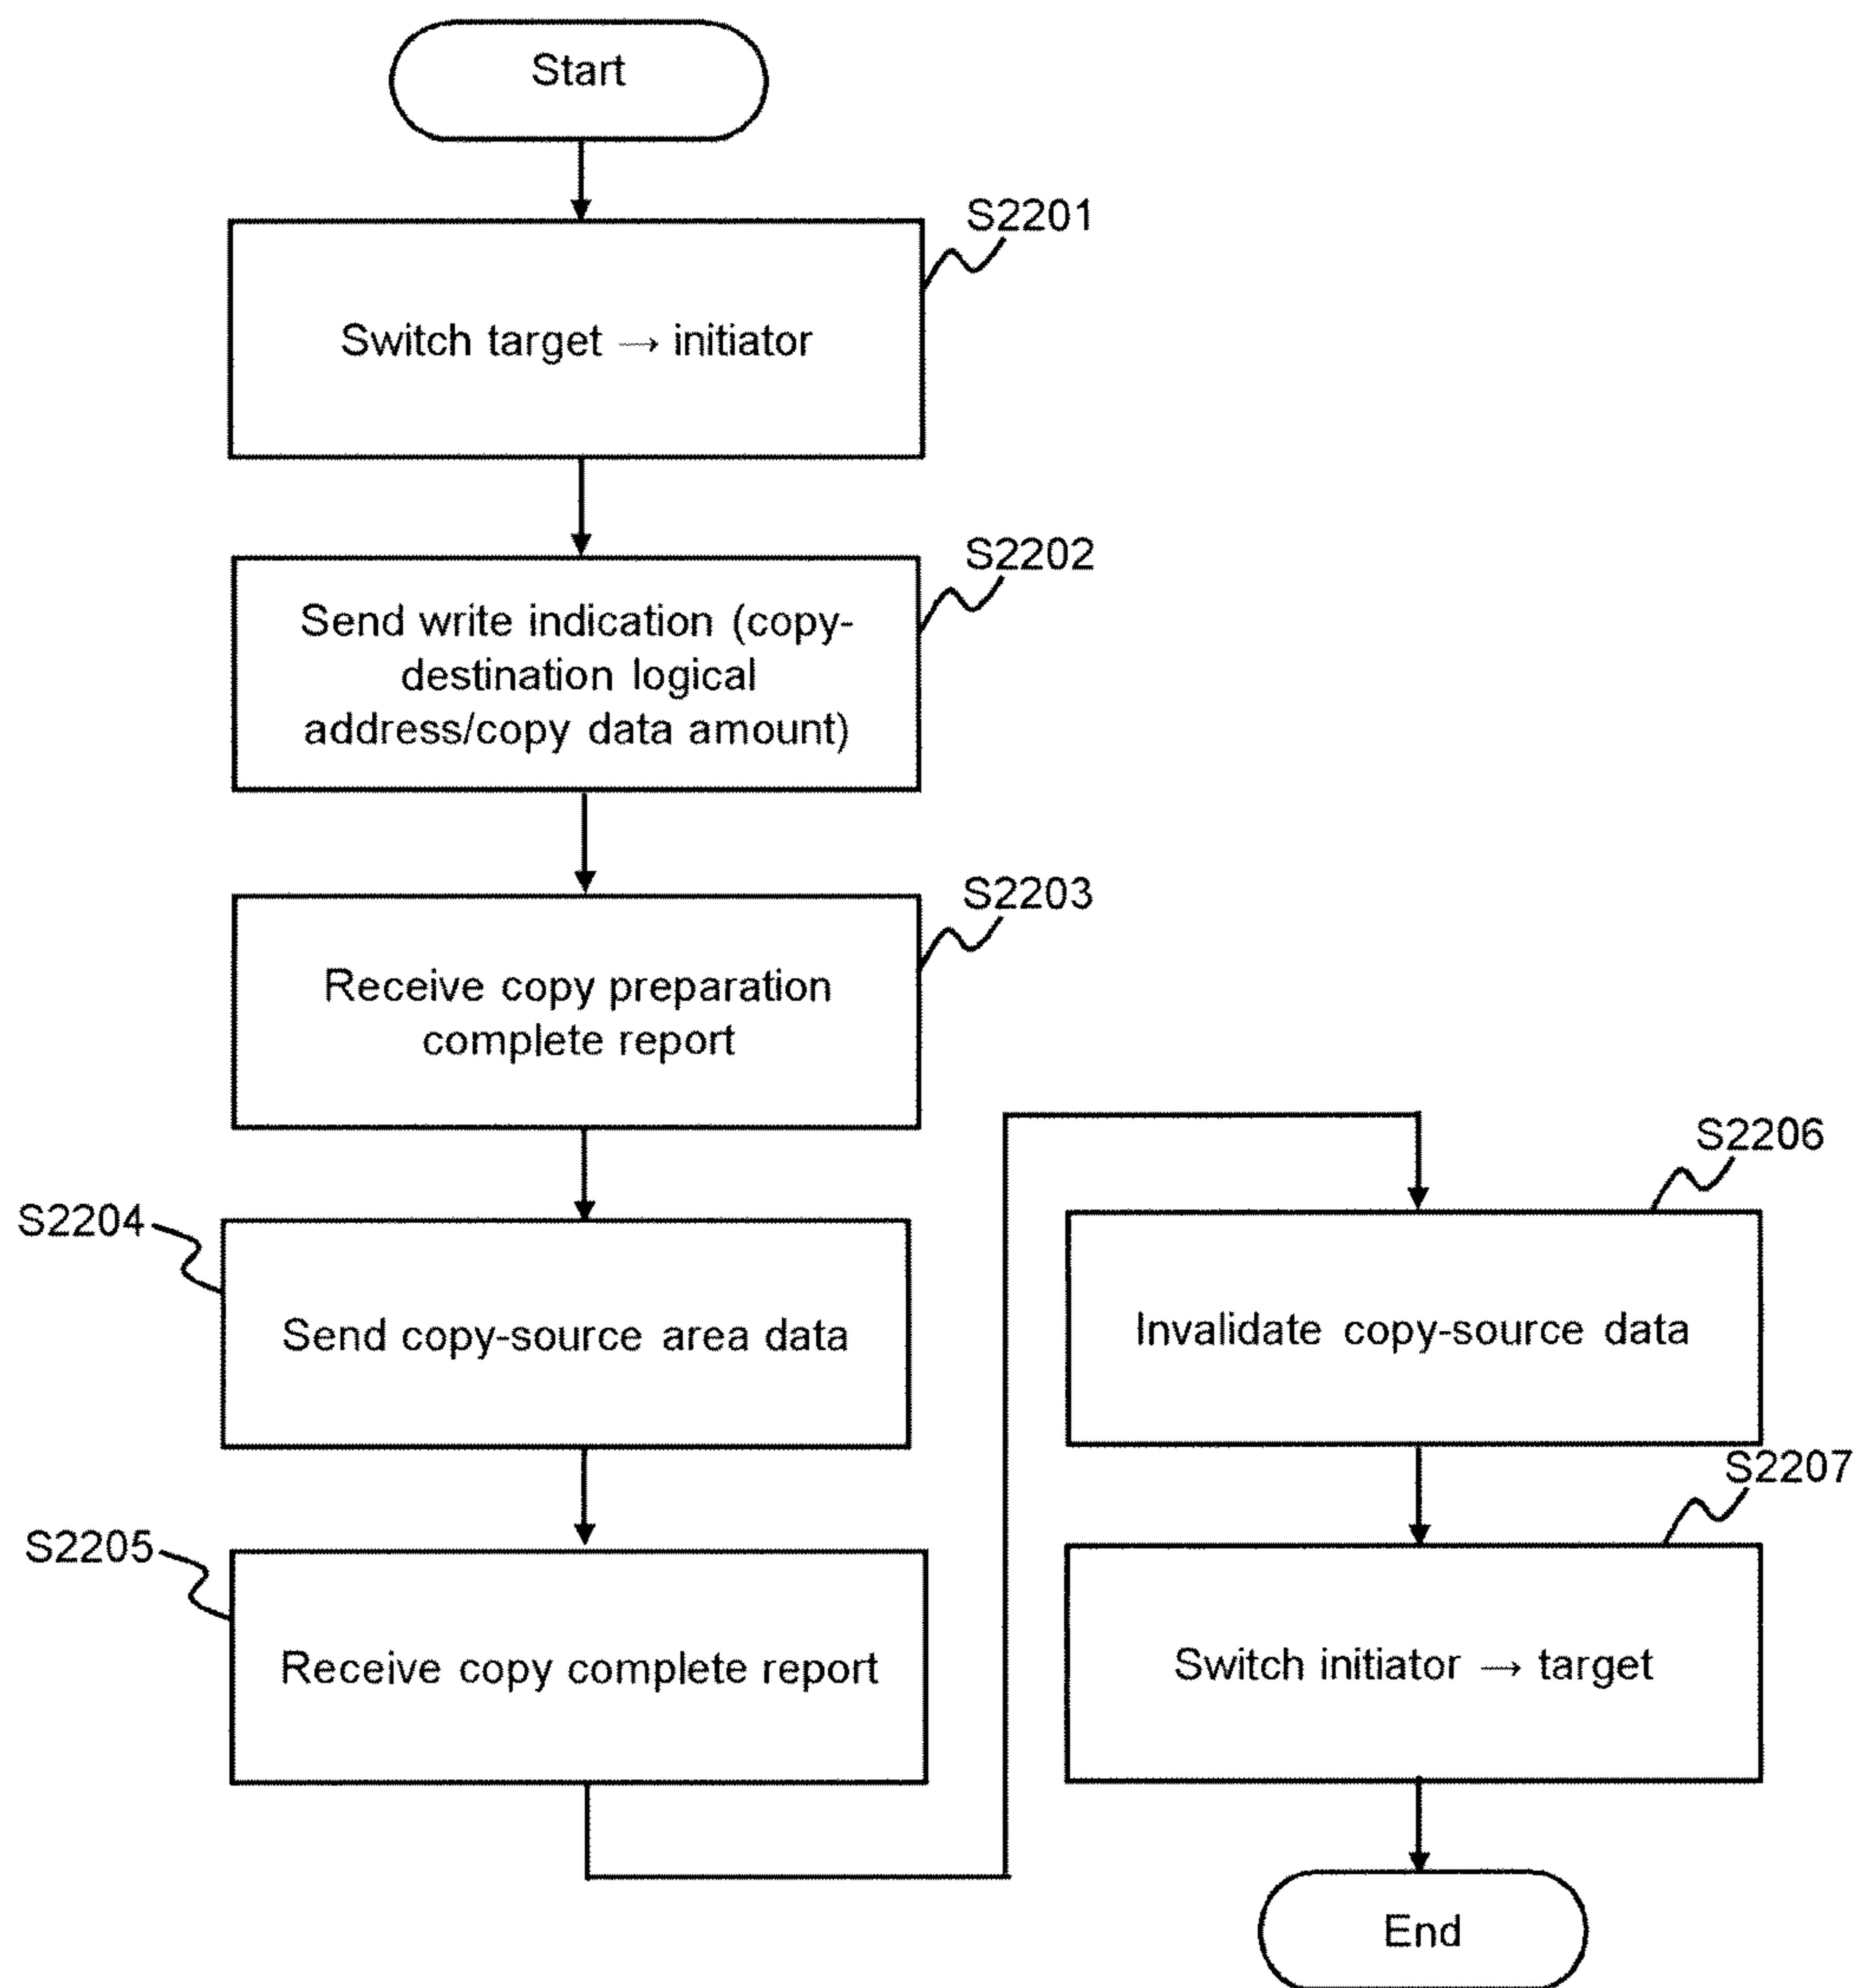 Start
S2201
Switch target → initiator
S2202
Send write indication (copy-
destination logical
address/copy data amount)
S2203
Receive copy preparation
complete report
S2204
Send copy-source area data
S2205
Receive copy complete report
S2206
Invalidate copy-source data
S2207
Switch initiator → target
End